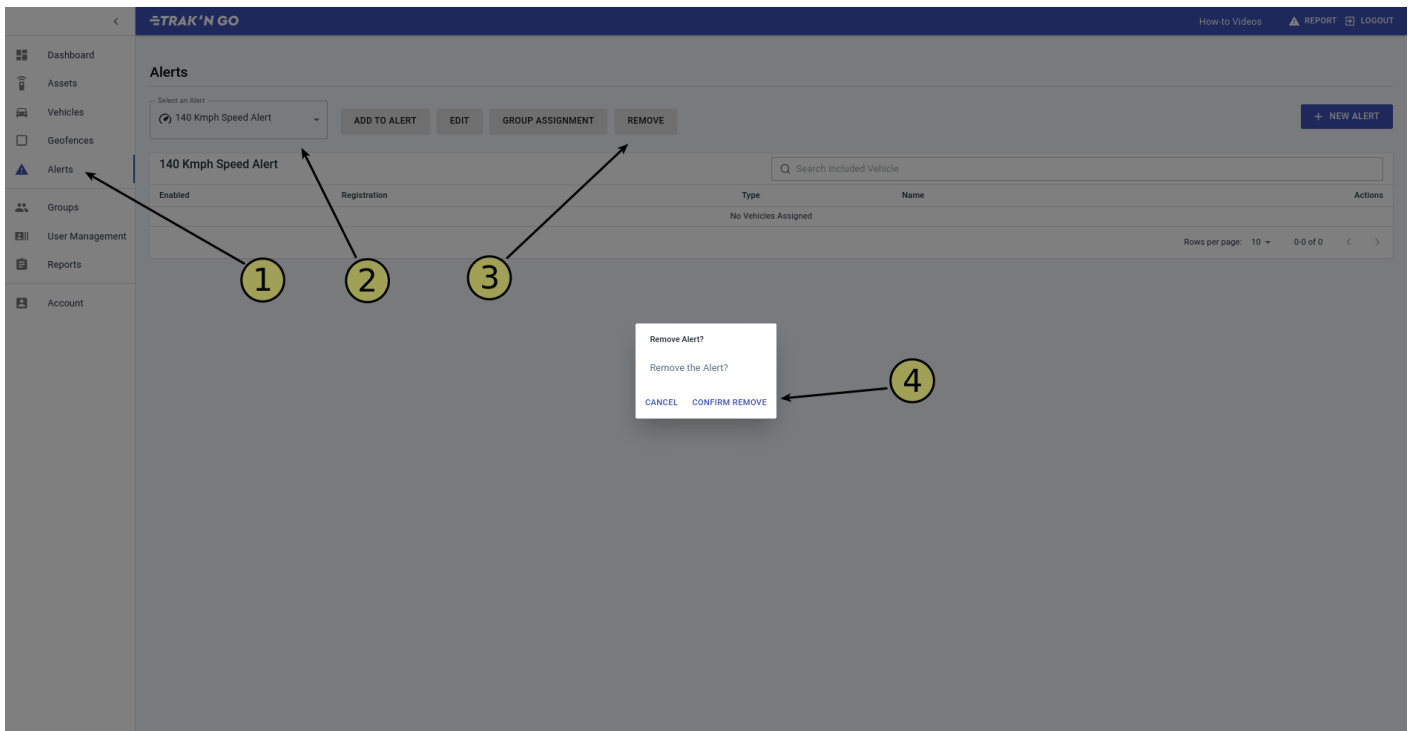 TRAK'N GO
How-to Videos
REPORT
LOGOUT
Dashboard
Assets
Vehicles
Geofences
Alerts
Groups
User Management
Reports
Account
Alerts
Select an Alert
140 Kmph Speed Alert
ADD TO ALERT
EDIT
GROUP ASSIGNMENT
REMOVE
+ NEW ALERT
140 Kmph Speed Alert
Search Included Vehicle
Enabled Registration Type Name Actions
No Vehicles Assigned
Rows per page: 10 0-0 of 0
1
2
3
Remove Alert?
Remove the Alert?
CANCEL CONFIRM REMOVE
4